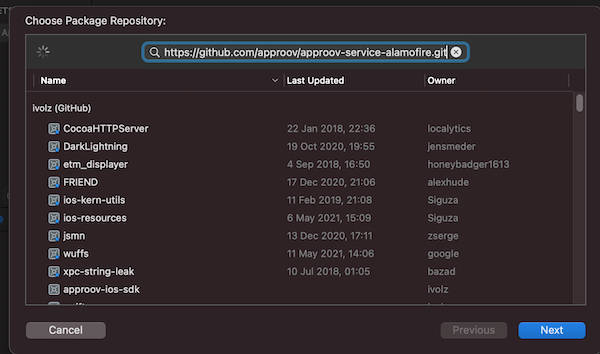 Choose Package Repository:
https://github.com/approov/approov-service-alamofire.git
Name Last Updated Owner
ivolz (GitHub)
CocoaHTTPServer 22 Jan 2018, 22:36 localytics
DarkLightning 19 Oct 2020, 19:55 jensmeder
etm_displayer 4 Sep 2018, 16:50 honeybadger1613
FRIEND 17 Dec 2020, 21:06 alexhude
ios-kern-utils 11 Feb 2019, 21:08 Siguza
ios-resources 6 May 2021, 15:09 Siguza
jsmn 13 Dec 2020, 17:11 zserge
wuffs 11 May 2021, 14:06 google
xpc-string-leak 10 Jul 2018, 01:05 bazad
approov-ios-sdk ivolz
Cancel Previous Next